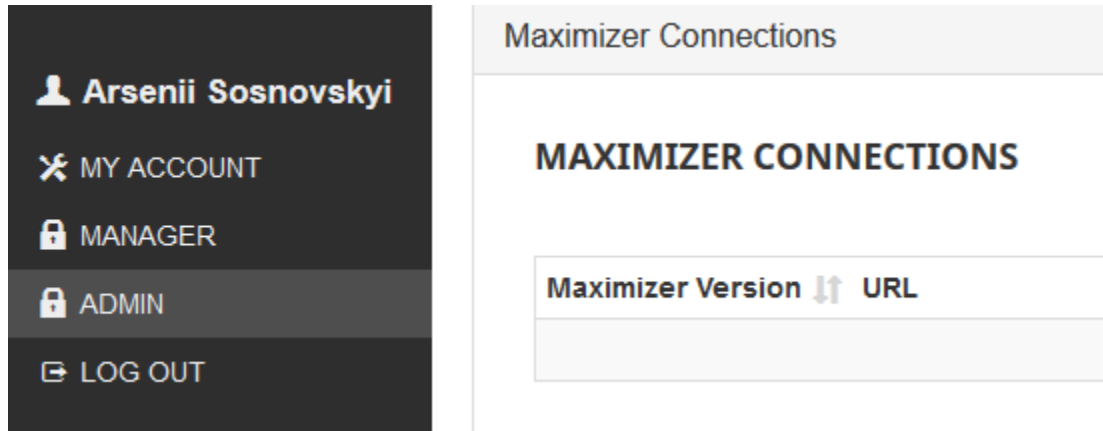 Arsenii Sosnovskyi
MY ACCOUNT
MANAGER
ADMIN
LOG OUT
Maximizer Connections
MAXIMIZER CONNECTIONS
Maximizer Version URL